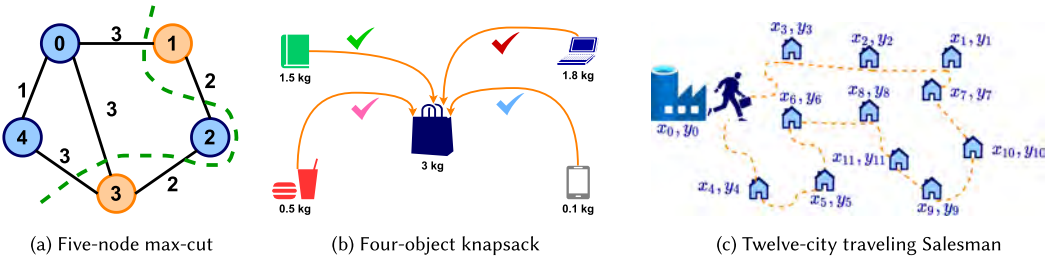 0
3
1
1
3
2
4
2
3
3
2
(a) Five-node max-cut
1.5 kg
1.8 kg
3 kg
0.5 kg
0.1 kg
(b) Four-object knapsack
x₃, y₃
x₂, y₂
x₁, y₁
x₀, y₀
x₆, y₆
x₈, y₈
x₇, y₇
x₁₁, y₁₁
x₁₀, y₁₀
x₄, y₄
x₅, y₅
x₉, y₉
(c) Twelve-city traveling Salesman